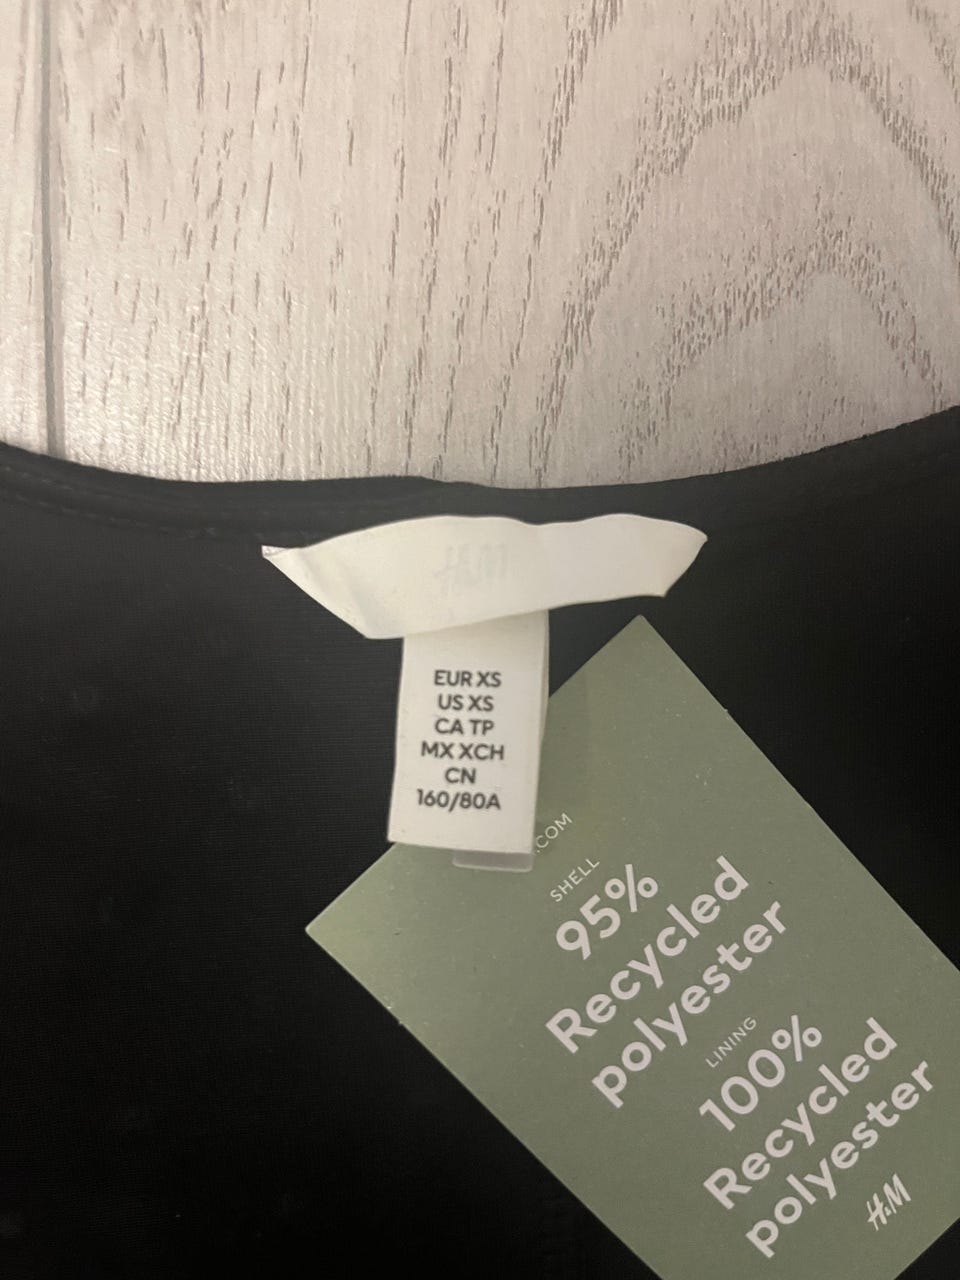 EUR XS
US XS
CA TP
MX XCH
CN
160/80A
.COM
SHELL
95%
Recycled
polyester
LINING
100%
Recycled
polyester
H&M